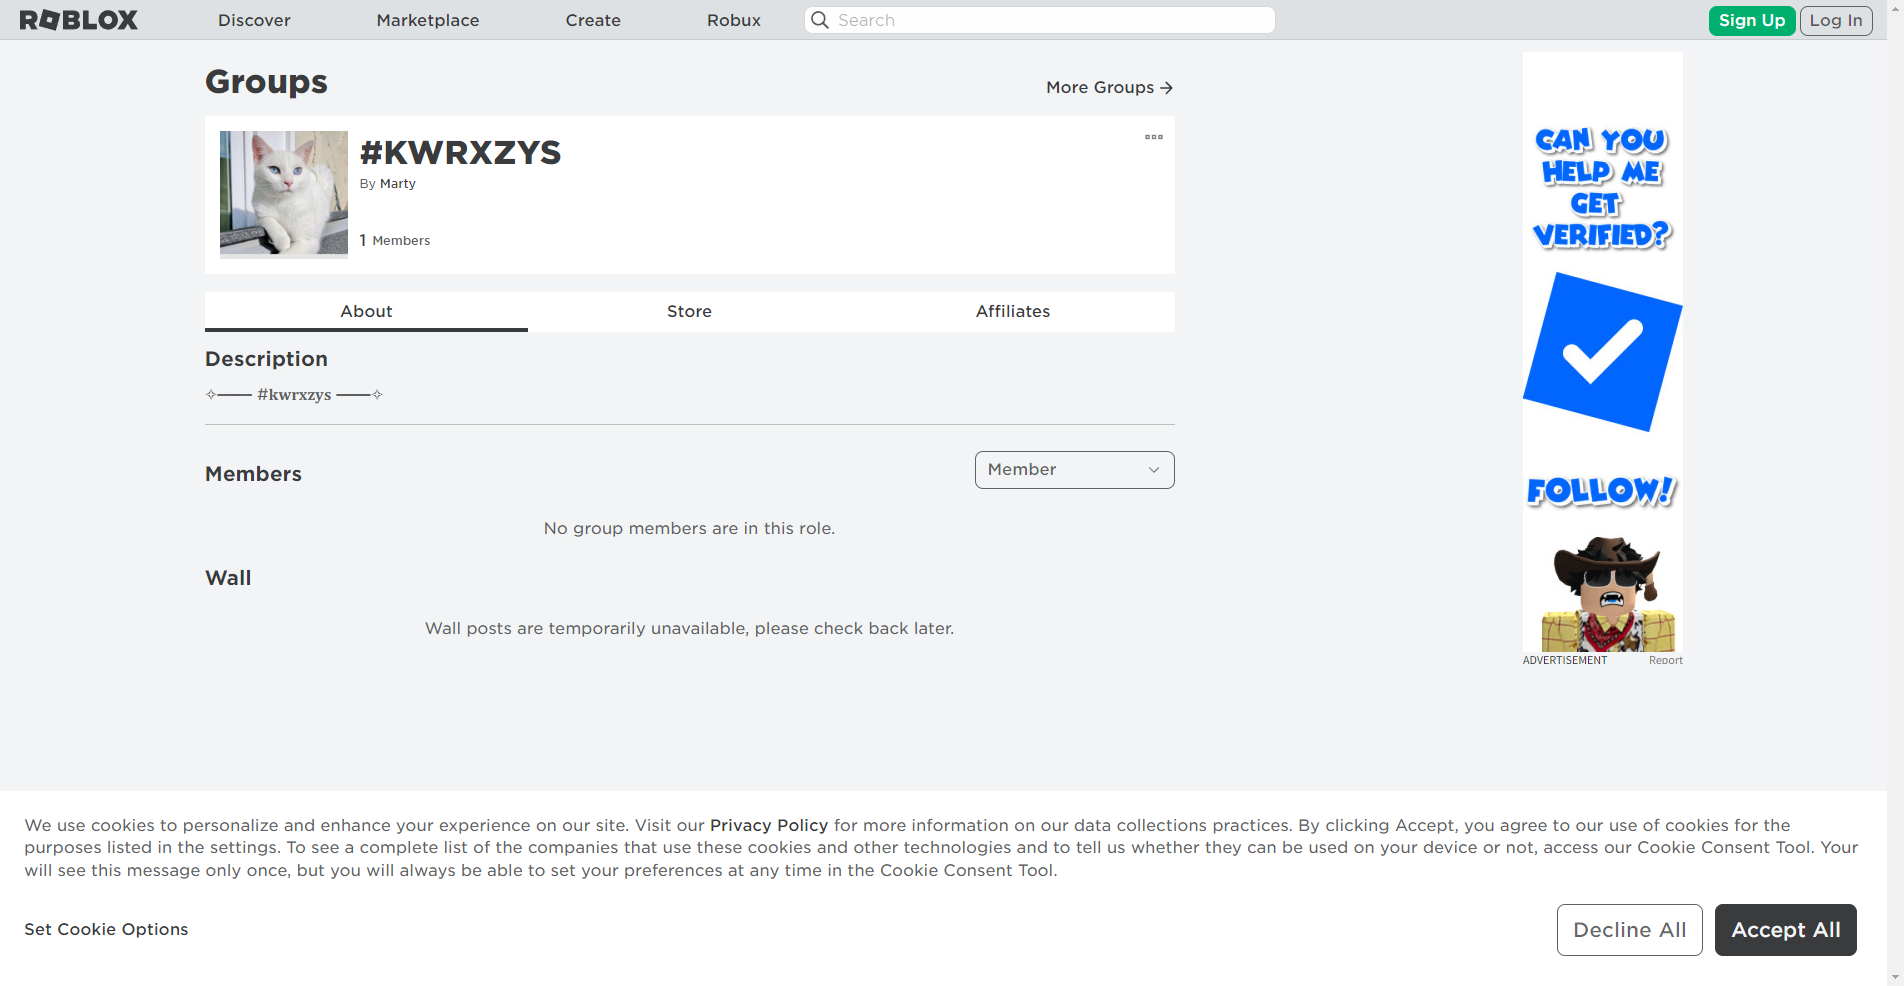 ROBLOX Discover Marketplace Create Robux Search Sign Up Log In
Groups
More Groups →
#KWRXZYS
By Marty
1 Members
About Store Affiliates
Description
✧─── #kwrxzys ───✧
Members
Member
No group members are in this role.
Wall
Wall posts are temporarily unavailable, please check back later.
CAN YOU
HELP ME
GET
VERIFIED?
FOLLOW!
ADVERTISEMENT Report
We use cookies to personalize and enhance your experience on our site. Visit our Privacy Policy for more information on our data collections practices. By clicking Accept, you agree to our use of cookies for the
purposes listed in the settings. To see a complete list of the companies that use these cookies and other technologies and to tell us whether they can be used on your device or not, access our Cookie Consent Tool. Your
will see this message only once, but you will always be able to set your preferences at any time in the Cookie Consent Tool.
Set Cookie Options
Decline All Accept All